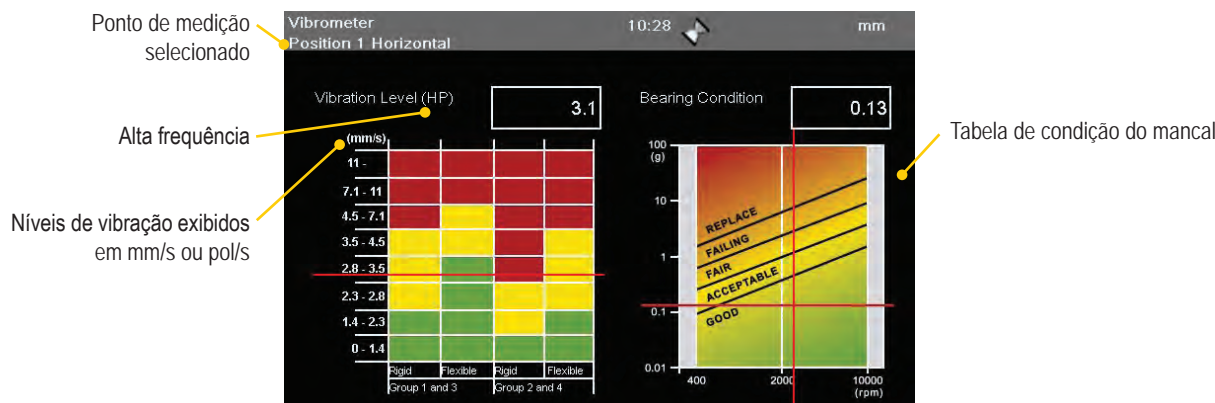 Ponto de medição
selecionado
Alta frequência
Níveis de vibração exibidos
em mm/s ou pol/s
Vibrometer
Position 1 Horizontal
10:28
mm
Vibration Level (HP)
3.1
(mm/s)
11 -
7.1 - 11
4.5 - 7.1
3.5 - 4.5
2.8 - 3.5
2.3 - 2.8
1.4 - 2.3
0 - 1.4
Rigid Flexible Rigid Flexible
Group 1 and 3 Group 2 and 4
Bearing Condition
0.13
100
(g)
10
1
0.1
0.01
REPLACE
FAILING
FAIR
ACCEPTABLE
GOOD
400 2000 10000
(rpm)
Tabela de condição do mancal